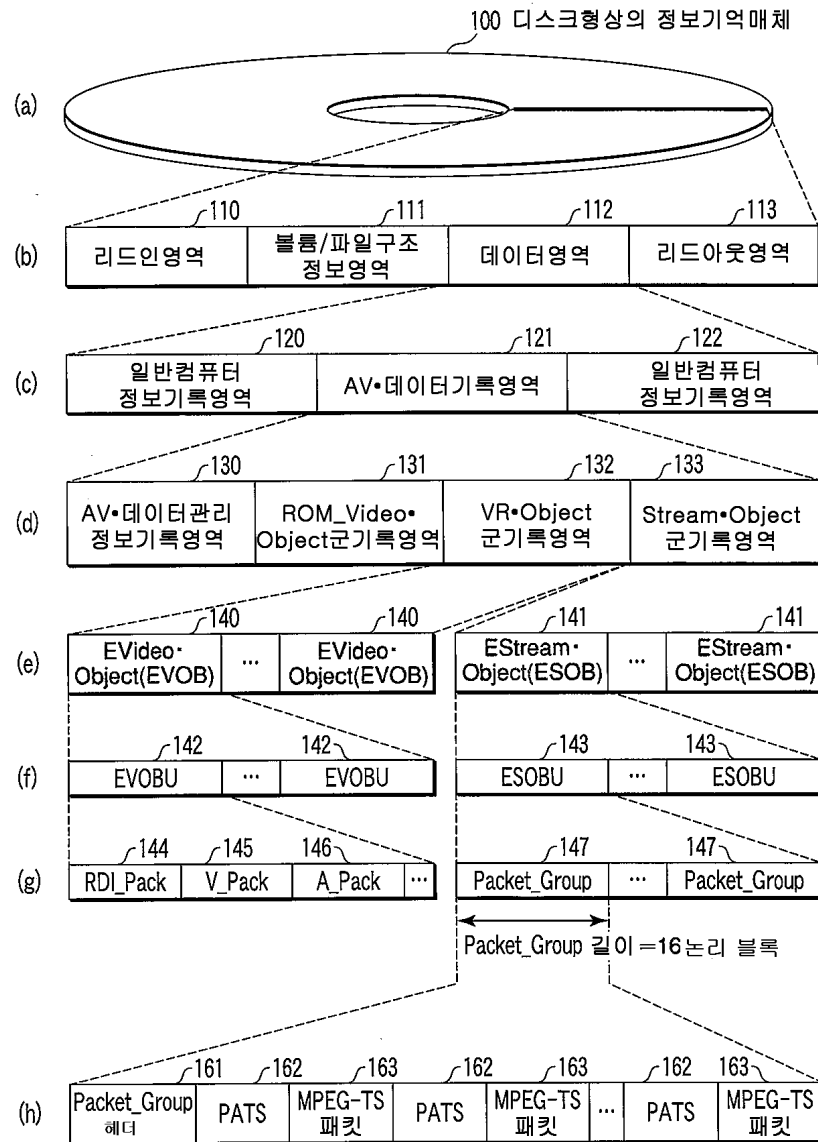 100 디스크형상의 정보기억매체
(a)
110
111
112
113
(b)
리드인영역
볼륨/파일구조
정보영역
데이터영역
리드아웃영역
120
121
122
(c)
일반컴퓨터
정보기록영역
AV•데이터기록영역
일반컴퓨터
정보기록영역
130
131
132
133
(d)
AV•데이터관리
정보기록영역
ROM_Video•
Object군기록영역
VR•Object
군기록영역
Stream•Object
군기록영역
140
140
141
141
(e)
EVideo•
Object(EVOB)
...
EVideo•
Object(EVOB)
EStream•
Object(ESOB)
...
EStream•
Object(ESOB)
142
142
143
143
(f)
EVOBU
...
EVOBU
ESOBU
...
ESOBU
144
145
146
147
147
(g)
RDI_Pack
V_Pack
A_Pack
...
Packet_Group
...
Packet_Group
Packet_Group 길이=16논리 블록
161
162
163
162
163
162
163
(h)
Packet_Group
헤더
PATS
MPEG-TS
패킷
PATS
MPEG-TS
패킷
...
PATS
MPEG-TS
패킷